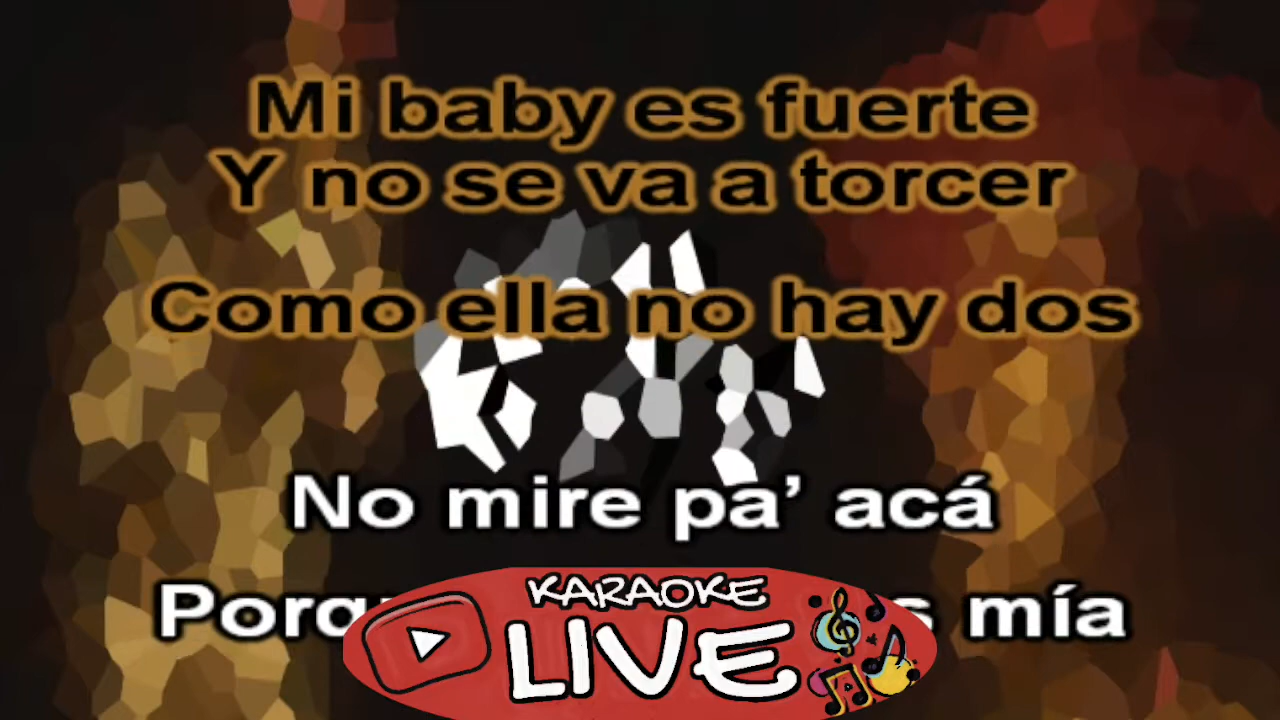 Mi baby es fuerte
Y no se va a torcer
Como ella no hay dos
No mire pa’ acá
mía
KARAOKE
LIVE